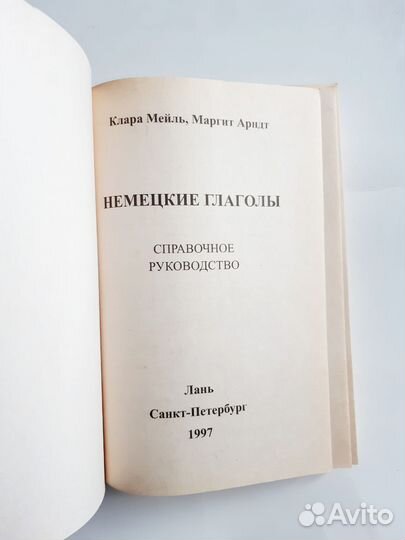 Клара Мейль, Маргит Арндт
НЕМЕЦКИЕ ГЛАГОЛЫ
СПРАВОЧНОЕ
РУКОВОДСТВО
Лань
Санкт-Петербург
1997
Avito